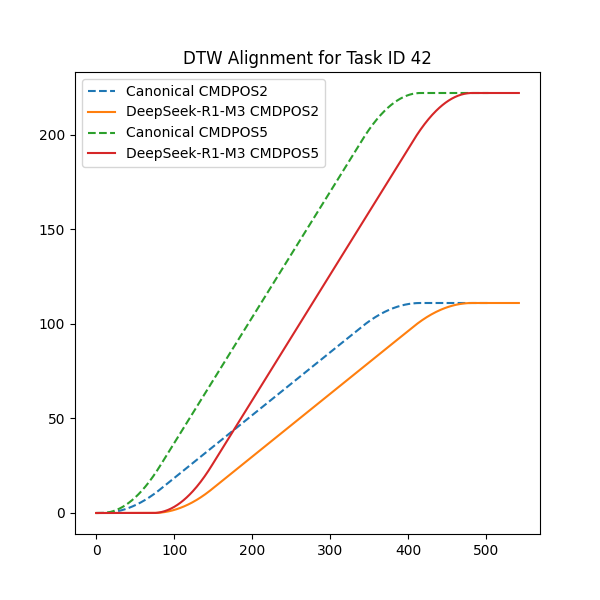 DTW Alignment for Task ID 42
Canonical CMDPOS2
DeepSeek-R1-M3 CMDPOS2
Canonical CMDPOS5
DeepSeek-R1-M3 CMDPOS5
200
150
100
50
0
0 100 200 300 400 500